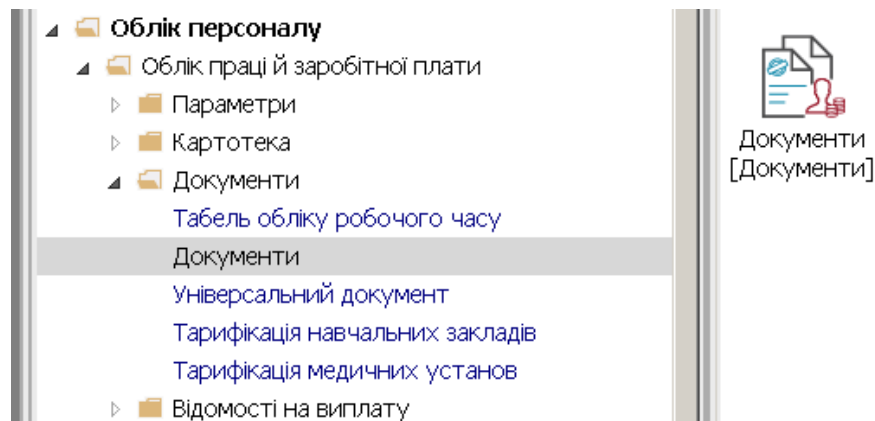 Облік персоналу
Облік праці й заробітної плати
Параметри
Картотека
Документи
Табель обліку робочого часу
Документи
Універсальний документ
Тарифікація навчальних закладів
Тарифікація медичних установ
Відомості на виплату
Документи
[Документи]